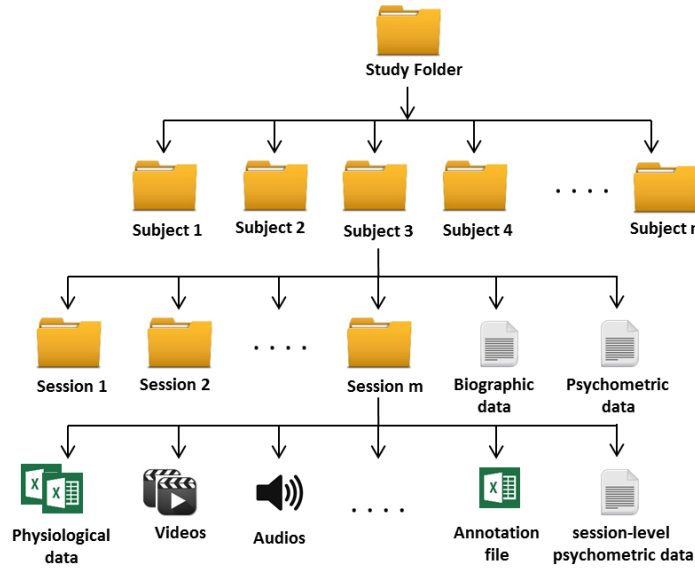 Study Folder
Subject 1
Subject 2
Subject 3
Subject 4
. . . .
Subject n
Session 1
Session 2
. . . .
Session m
Biographic
data
Psychometric
data
Physiological
data
Videos
Audios
. . . .
Annotation
file
session-level
psychometric data